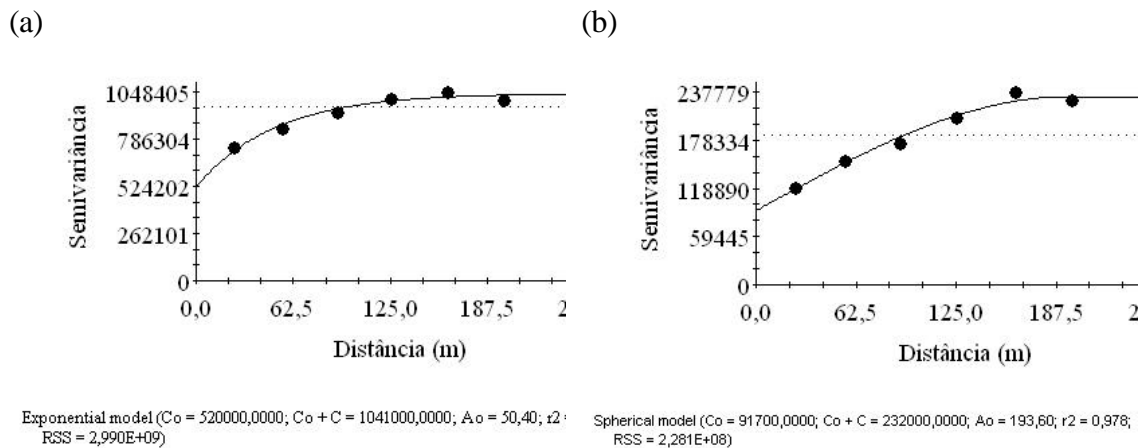 (a)
(b)
Semivariância
1048405
786304
524202
262101
0
0,0 62,5 125,0 187,5 2
Distância (m)
Exponential model (Co = 520000,0000; Co + C = 1041000,0000; Ao = 50,40; r2 =
RSS = 2,990E+09)
Semivariância
237779
178334
118890
59445
0
0,0 62,5 125,0 187,5 2
Distância (m)
Spherical model (Co = 91700,0000; Co + C = 232000,0000; Ao = 193,60; r2 = 0,978;
RSS = 2,281E+08)